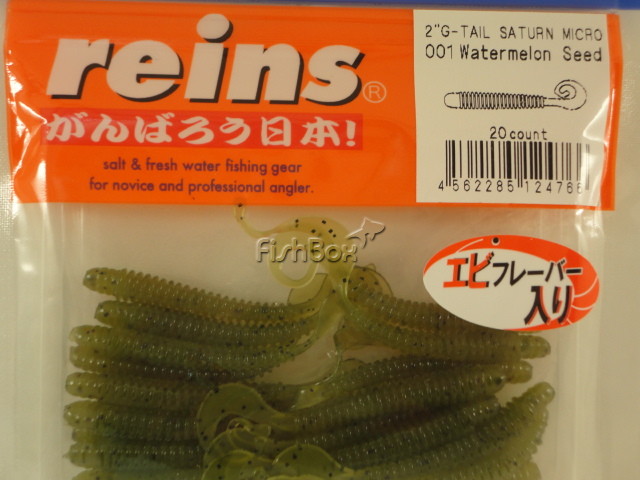 reins®
がんばろう日本!
salt & fresh water fishing gear
for novice and professional angler.
2"G-TAIL SATURN MICRO
001 Watermelon Seed
20 count
4 562285 124766
FishBox
エビフレーバー
入り